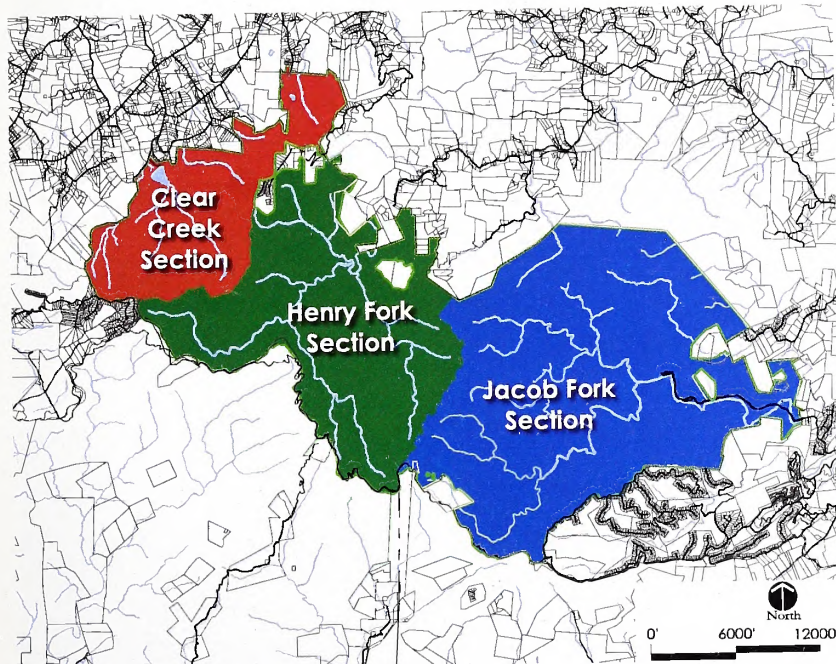 Clear
Creek
Section
Henry Fork
Section
Jacob Fork
Section
North
0' 6000' 12000